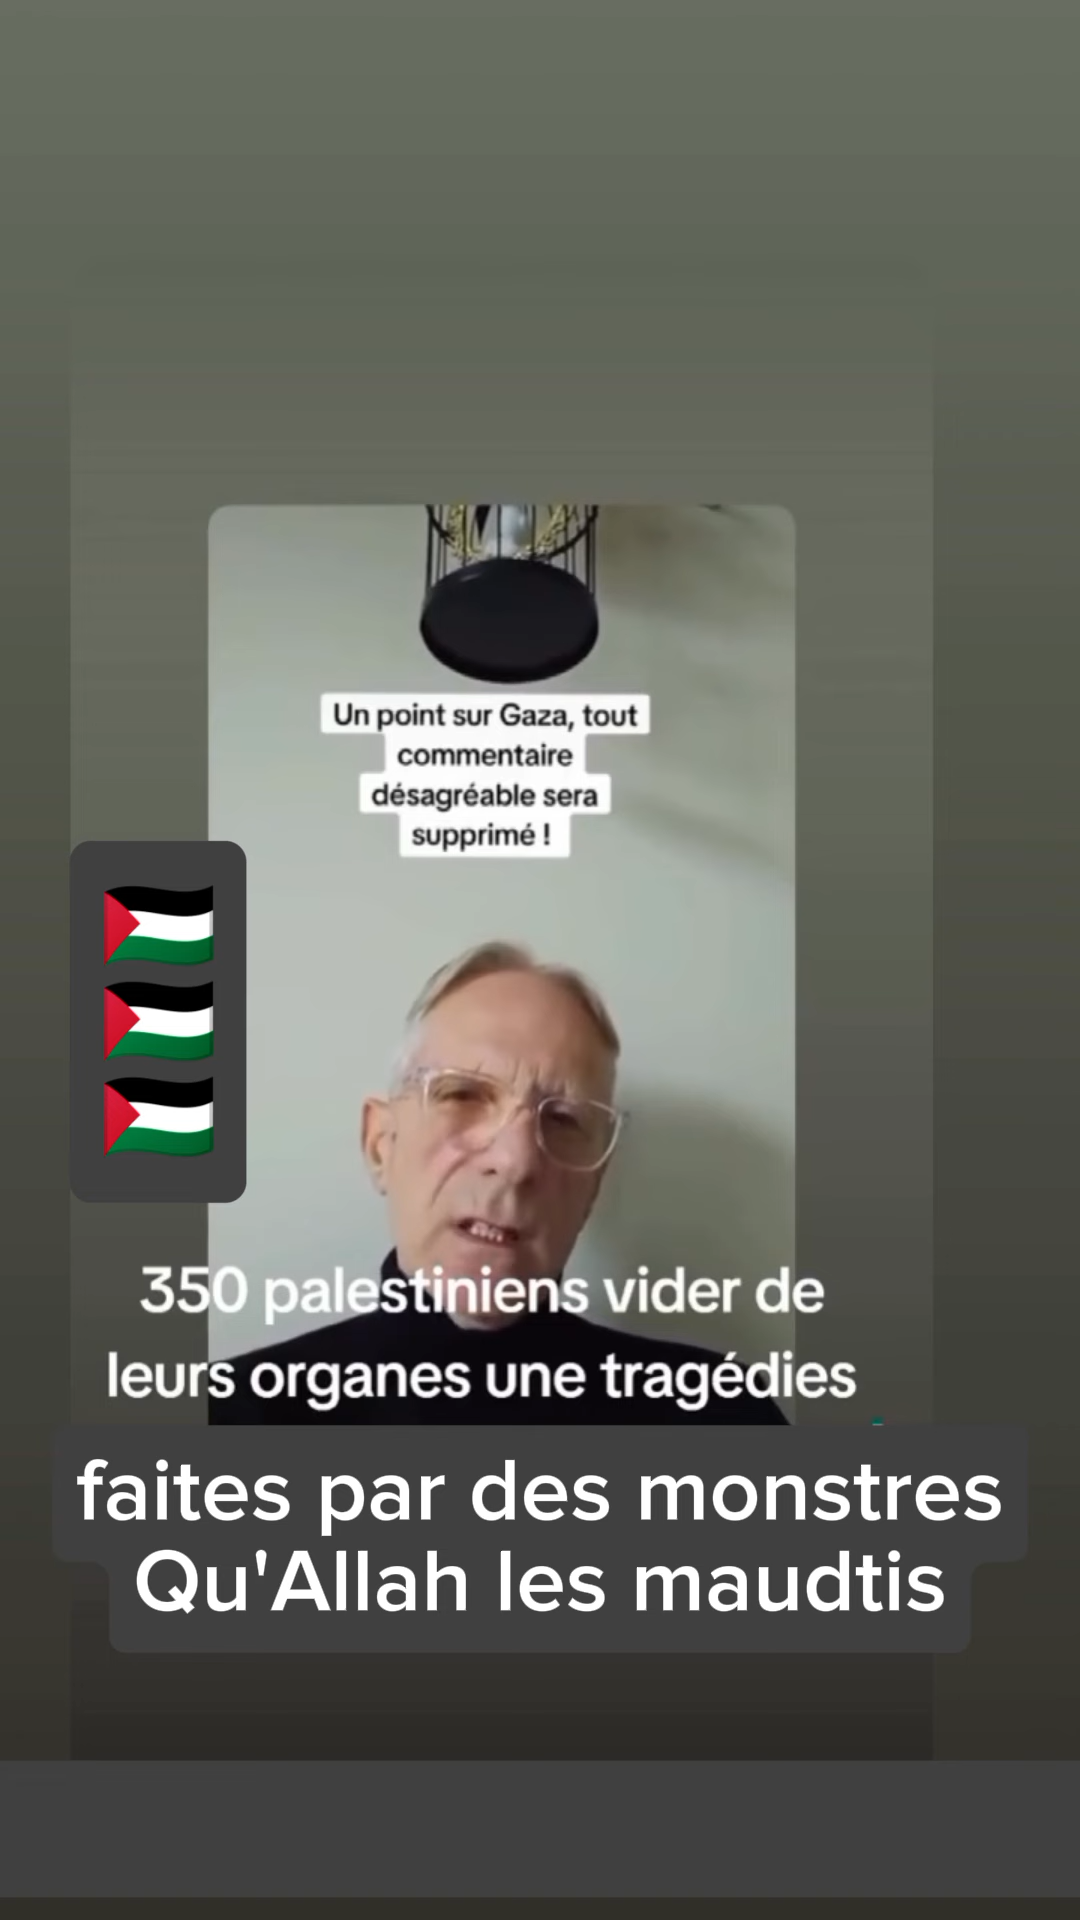 Un point sur Gaza, tout
commentaire
désagréable sera
supprimé !
🇵🇸
🇵🇸
🇵🇸
350 palestiniens vider de
leurs organes une tragédies
faites par des monstres
Qu'Allah les maudtis